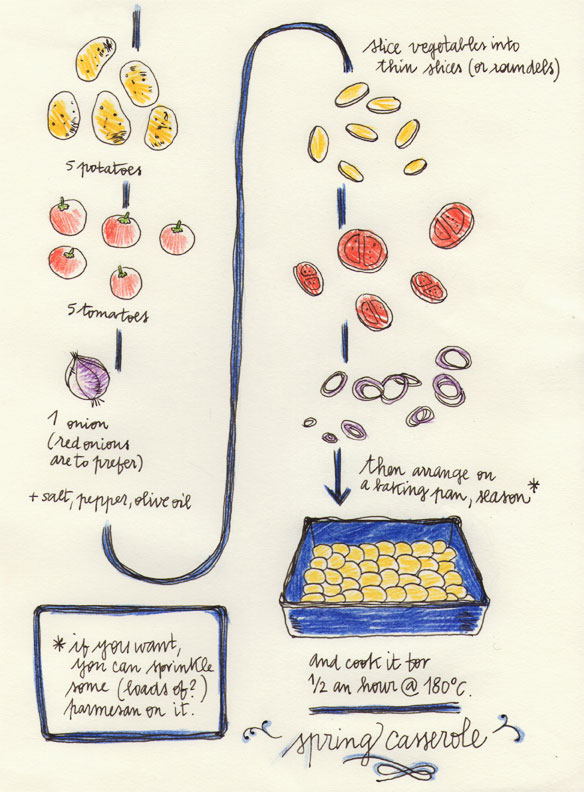 5 potatoes
5 tomatoes
1 onion
(red onions
are to prefer)
+ salt, pepper, olive oil
slice vegetables into
thin slices (or roundels)
then arrange on
a baking pan, season*
* if you want,
you can sprinkle
some (loads of?)
parmesan on it.
and cook it for
1/2 an hour @ 180°C.
spring casserole